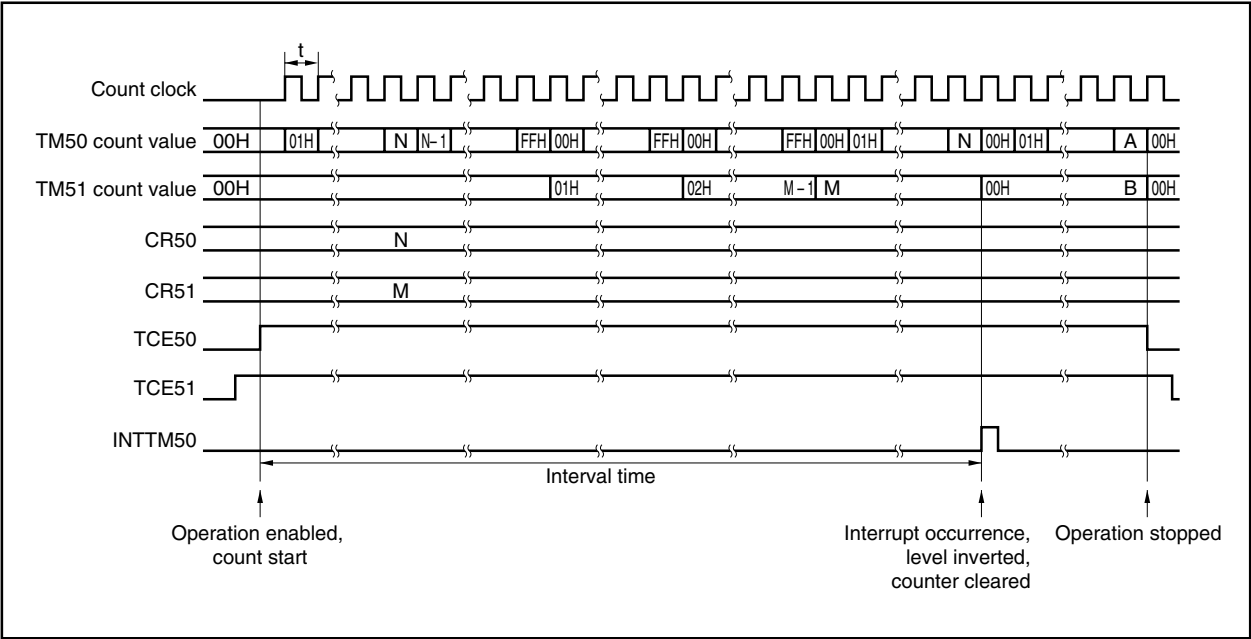 t
Count clock
TM50 count value 00H 01H N N–1 FFH 00H FFH 00H FFH 00H 01H N 00H 01H A 00H
TM51 count value 00H 01H 02H M–1 M 00H B 00H
CR50 N
CR51 M
TCE50
TCE51
INTTM50
Interval time
Operation enabled,
count start
Interrupt occurrence,
level inverted,
counter cleared
Operation stopped